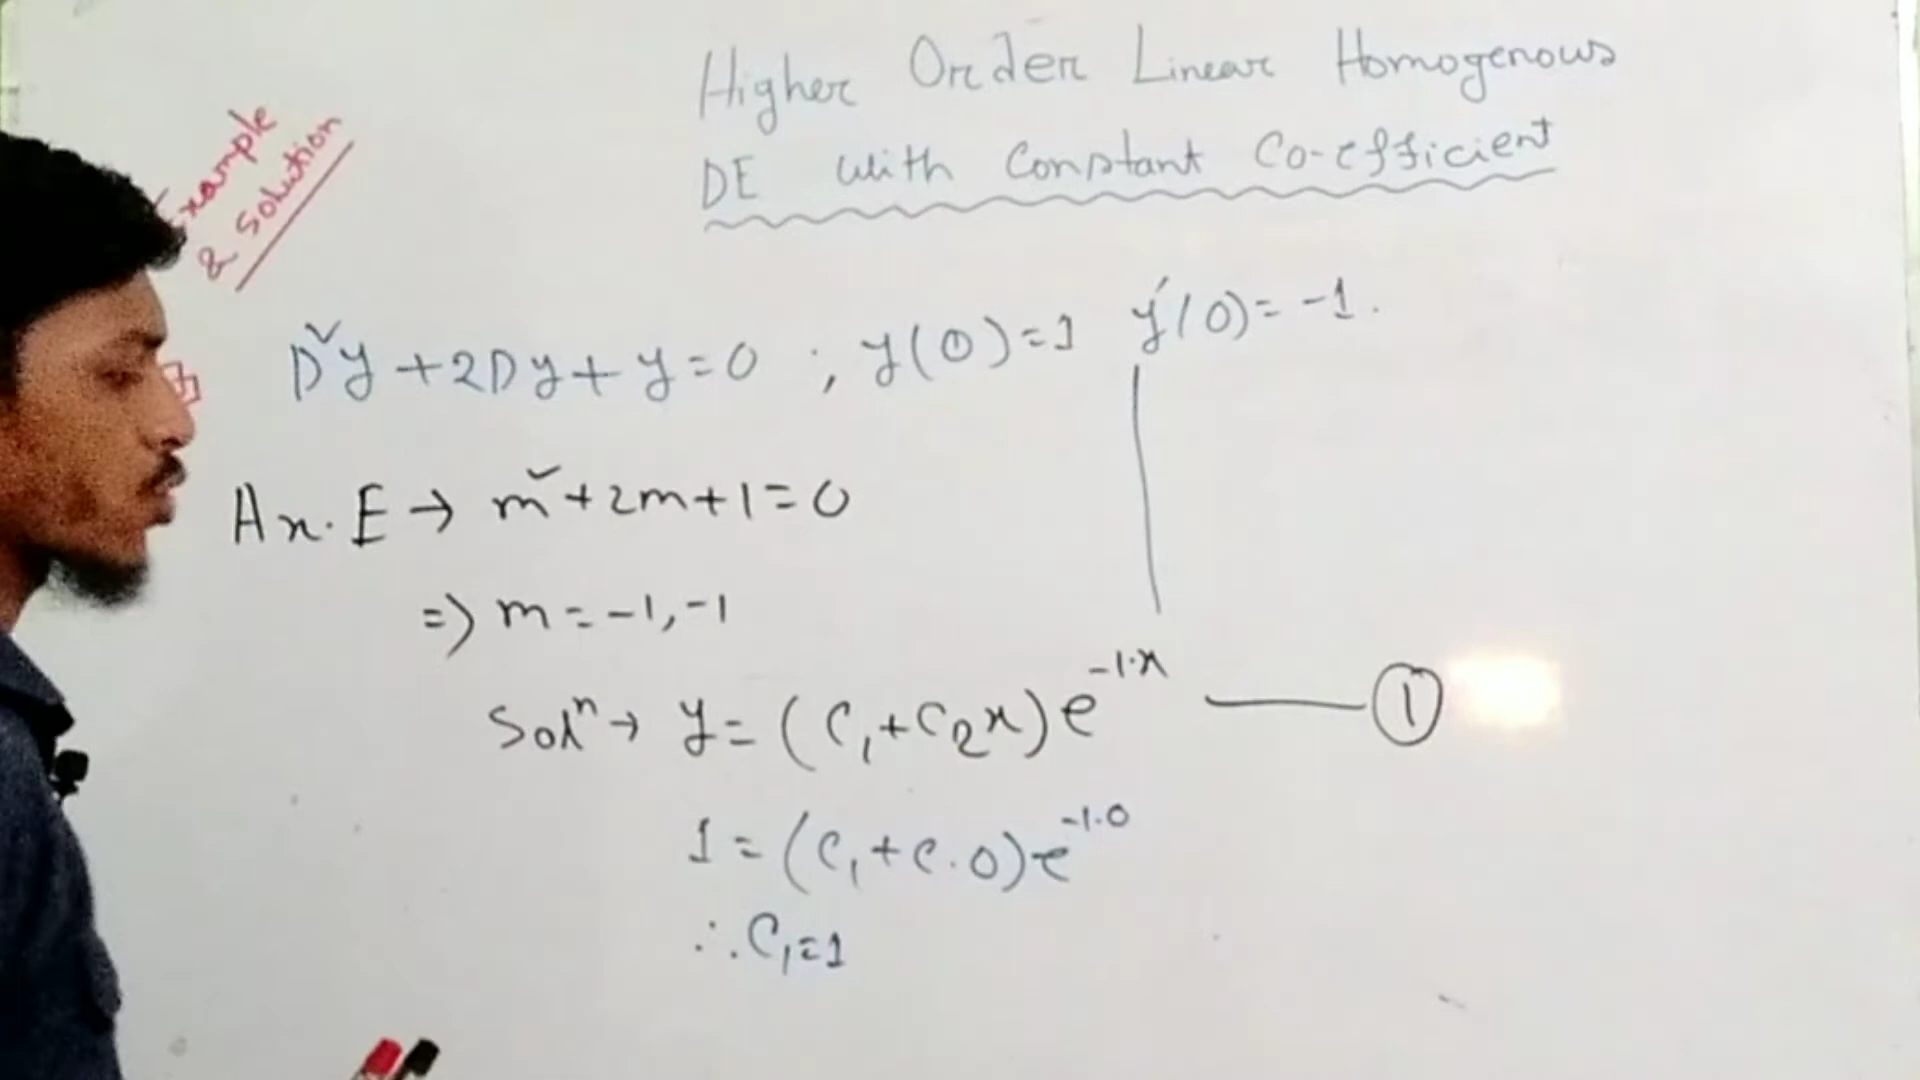 Higher Order Linear Homogenous
DE with Constant Co-efficient
Example
& Solution
D²y + 2Dy + y = 0 ; y(0) = 1 y'(0) = -1.
Ax. E → m² + 2m + 1 = 0
⇒ m = -1, -1
Solⁿ → y = (C₁ + C₂x) e^(-1·x) —— ①
1 = (C₁ + C·0) e^(-1·0)
∴ C₁ = 1